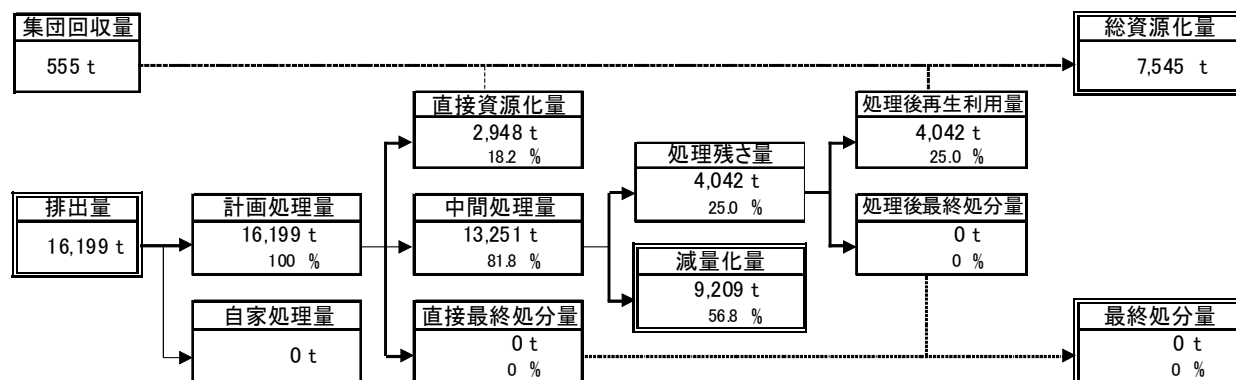 集団回収量
555 t
総資源化量
7,545 t
直接資源化量
2,948 t
18.2 %
処理後再生利用量
4,042 t
25.0 %
処理残さ量
4,042 t
25.0 %
排出量
16,199 t
計画処理量
16,199 t
100 %
中間処理量
13,251 t
81.8 %
処理後最終処分量
0 t
0 %
減量化量
9,209 t
56.8 %
自家処理量
0 t
直接最終処分量
0 t
0 %
最終処分量
0 t
0 %